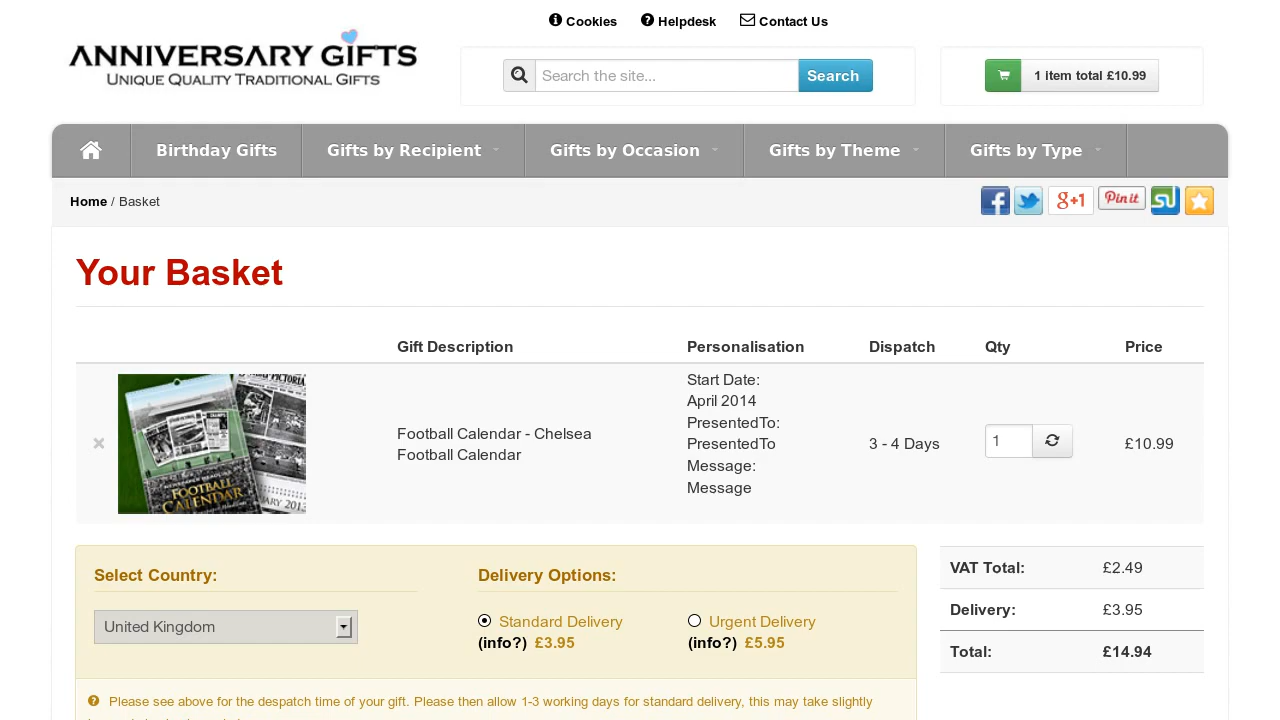 Cookies Helpdesk Contact Us
ANNIVERSARY GIFTS
UNIQUE QUALITY TRADITIONAL GIFTS
Search the site... Search
1 item total £10.99
Birthday Gifts Gifts by Recipient Gifts by Occasion Gifts by Theme Gifts by Type
Home / Basket
g+1 Pin it
Your Basket
Gift Description Personalisation Dispatch Qty Price
FOOTBALL
CALENDAR
Football Calendar - Chelsea
Football Calendar
Start Date:
April 2014
PresentedTo:
PresentedTo
Message:
Message
3 - 4 Days
1
£10.99
Select Country:
United Kingdom
Delivery Options:
Standard Delivery
(info?) £3.95
Urgent Delivery
(info?) £5.95
VAT Total: £2.49
Delivery: £3.95
Total: £14.94
Please see above for the despatch time of your gift. Please then allow 1-3 working days for standard delivery, this may take slightly